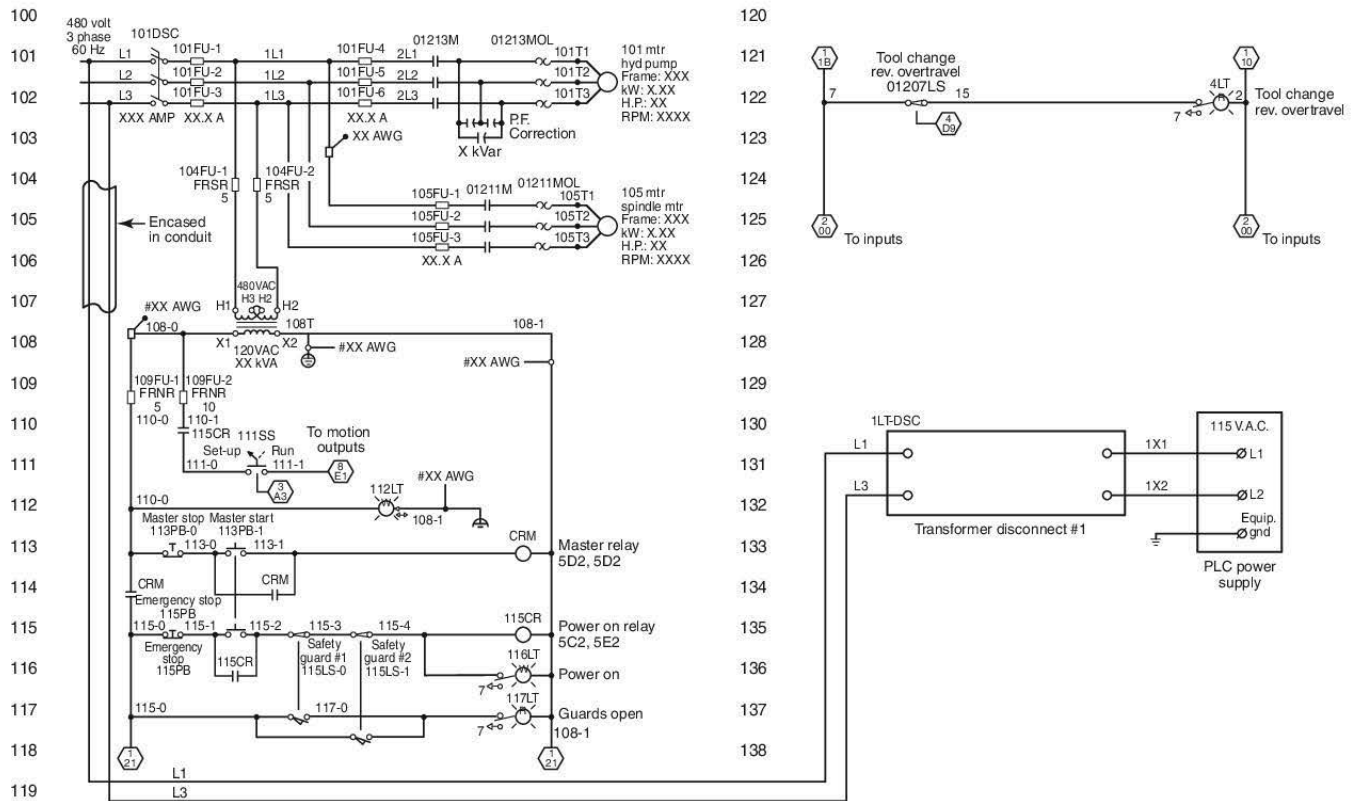 100
480 volt
3 phase
60 Hz
101DSC
101
L1
101FU-1
1L1
101FU-4
2L1
01213M
01213MOL
101T1
101 mtr
hyd pump
Frame: XXX
kW: X.XX
H.P.: XX
RPM: XXXX
L2
101FU-2
1L2
101FU-5
2L2
101T2
102
L3
101FU-3
1L3
101FU-6
2L3
101T3
XXX AMP
XX.X A
XX.X A
P.F.
Correction
X kVar
103
XX AWG
104
104FU-1
FRSR
5
104FU-2
FRSR
5
105FU-1
01211M
01211MOL
105T1
105 mtr
spindle mtr
Frame: XXX
kW: X.XX
H.P.: XX
RPM: XXXX
105
Encased
in conduit
105FU-2
105T2
105FU-3
105T3
XX.X A
106
107
480VAC
H1
H3 H2
H2
#XX AWG
108-0
108T
108-1
108
X1
X2
120VAC
XX kVA
#XX AWG
#XX AWG
109
109FU-1
FRNR
5
109FU-2
FRNR
10
110
110-0
110-1
115CR
111SS
Set-up
Run
To motion
outputs
111
111-0
111-1
8
E1
3
A3
#XX AWG
112
110-0
112LT
W
108-1
Master stop
113PB-0
Master start
113PB-1
113
113-0
113-1
CRM
Master relay
5D2, 5D2
114
CRM
CRM
Emergency stop
115PB
115
115-0
115-1
115-2
115-3
115-4
115CR
Power on relay
5C2, 5E2
Emergency
stop
115PB
115CR
Safety
guard #1
115LS-0
Safety
guard #2
115LS-1
116
116LT
W
7
Power on
117
115-0
117-0
117LT
R
7
Guards open
108-1
118
1
21
1
21
119
L1
L3
120
121
1
1B
Tool change
rev. overtravel
01207LS
1
10
122
7
15
4LT
R
2
7
Tool change
rev. overtravel
4
D9
123
124
125
2
00
To inputs
2
00
To inputs
126
127
128
129
130
1LT-DSC
115 V.A.C.
131
L1
1X1
L1
132
L3
1X2
L2
Transformer disconnect #1
Equip.
gnd
133
PLC power
supply
134
135
136
137
138